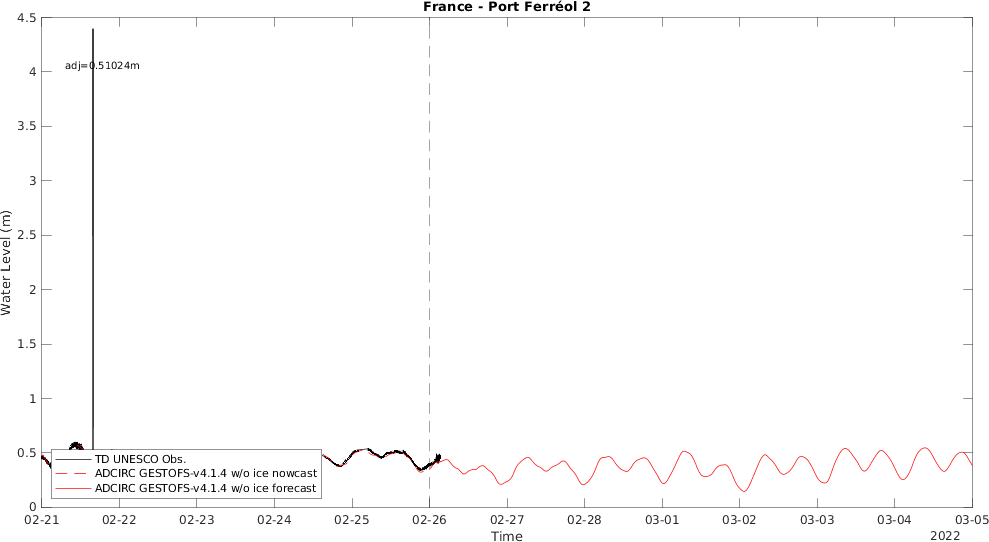 France - Port Ferréol 2
4.5
4
3.5
3
2.5
2
1.5
1
0.5
0
Water Level (m)
adj=0.51024m
TD UNESCO Obs.
ADCIRC GESTOFS-v4.1.4 w/o ice nowcast
ADCIRC GESTOFS-v4.1.4 w/o ice forecast
02-21 02-22 02-23 02-24 02-25 02-26 02-27 02-28 03-01 03-02 03-03 03-04 03-05
Time
2022